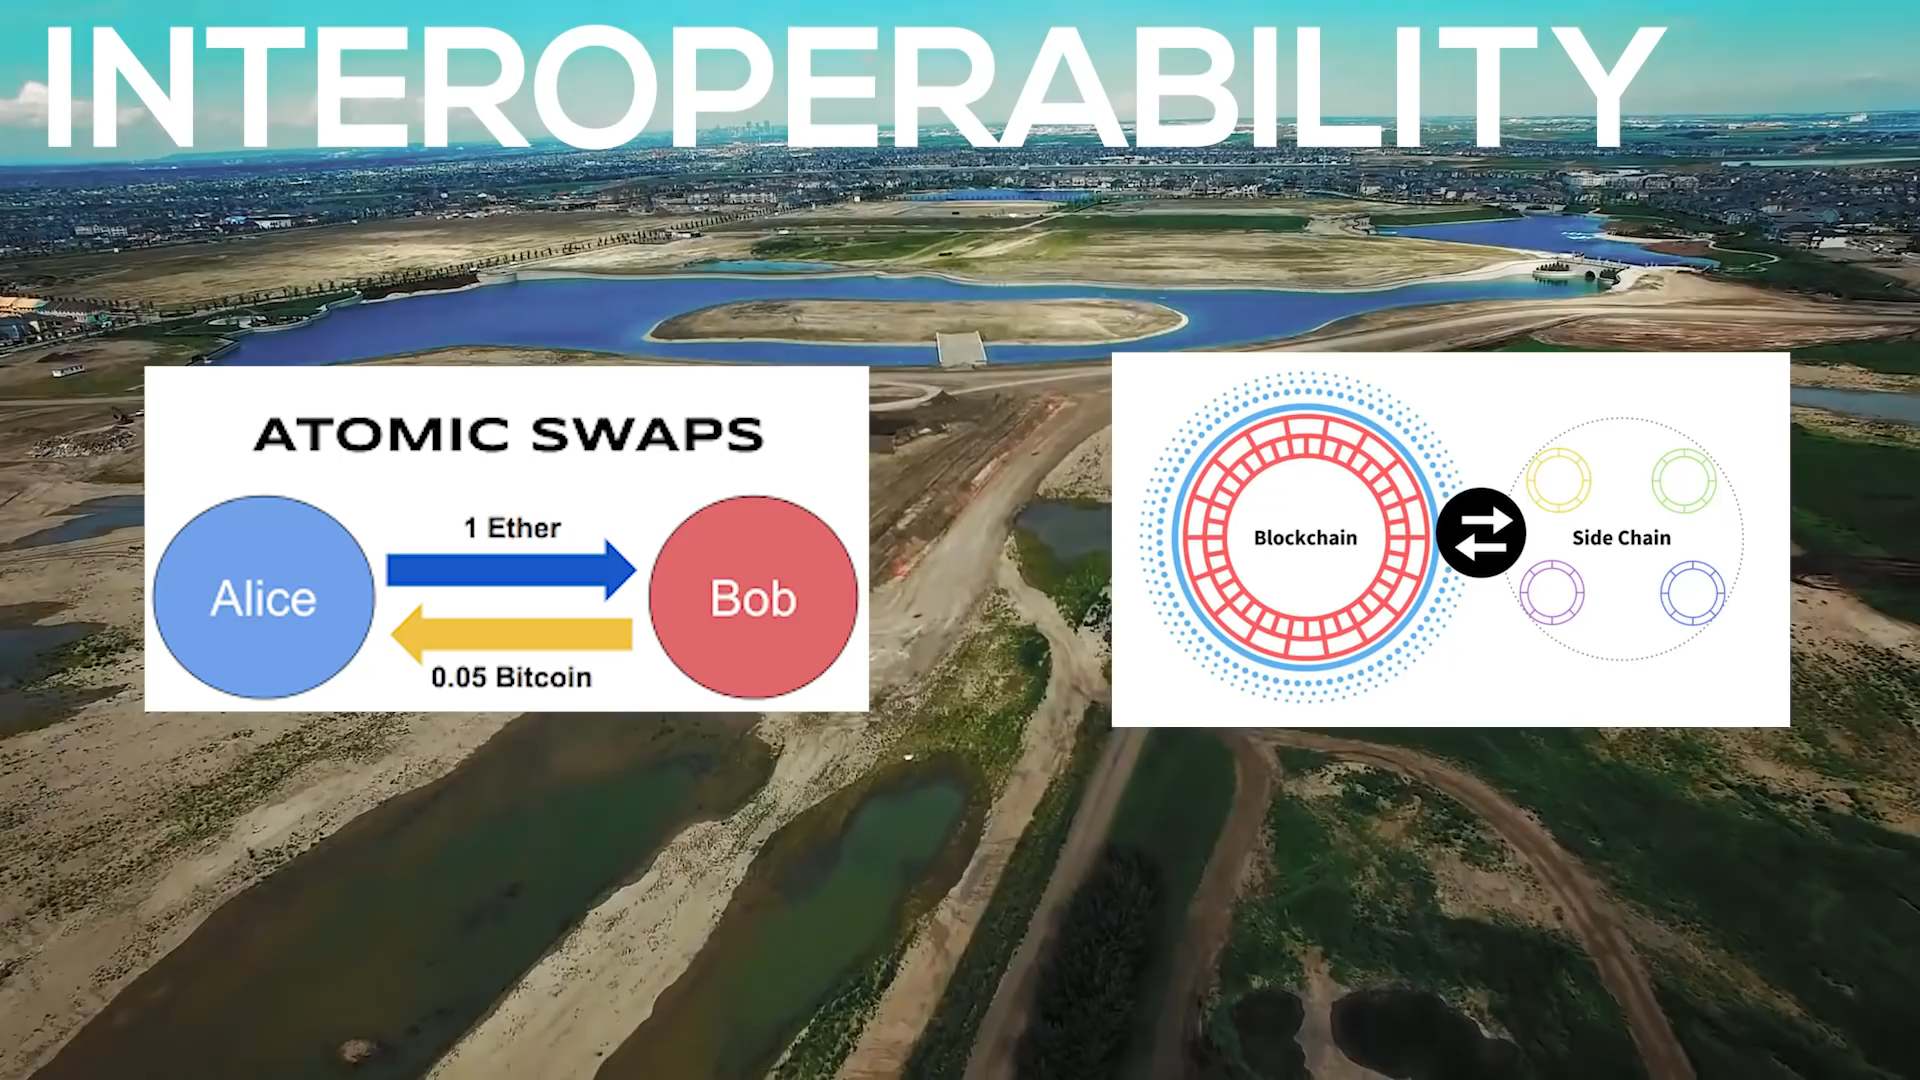 INTEROPERABILITY
ATOMIC SWAPS
1 Ether
Alice
Bob
0.05 Bitcoin
Blockchain
Side Chain